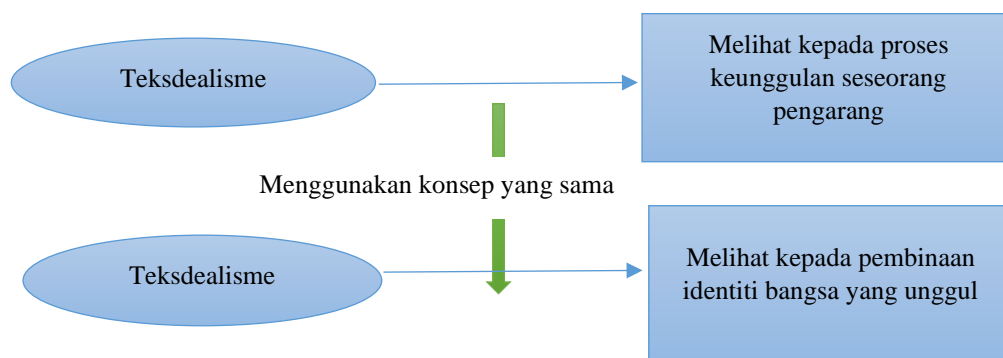 Teksdealisme
Melihat kepada proses
keunggulan seseorang
pengarang
Menggunakan konsep yang sama
Teksdealisme
Melihat kepada pembinaan
identiti bangsa yang unggul